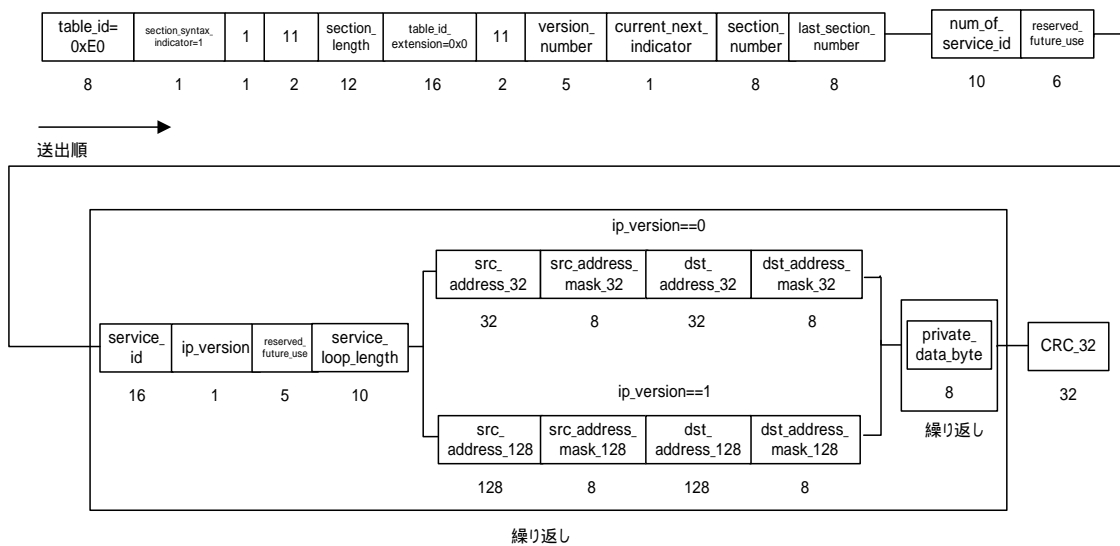 table_id=
0xE0
section_syntax_
indicator=1
1
11
section_
length
table_id_
extension=0x0
11
version_
number
current_next_
indicator
section_
number
last_section_
number
num_of_
service_id
reserved_
future_use
8
1
1
2
12
16
2
5
1
8
8
10
6
送出順
ip_version==0
src_
address_32
src_address_
mask_32
dst_
address_32
dst_address_
mask_32
32
8
32
8
service_
id
ip_version
reserved_
future_use
service_
loop_length
16
1
5
10
private_
data_byte
8
繰り返し
CRC_32
32
ip_version==1
src_
address_128
src_address_
mask_128
dst_
address_128
dst_address_
mask_128
128
8
128
8
繰り返し